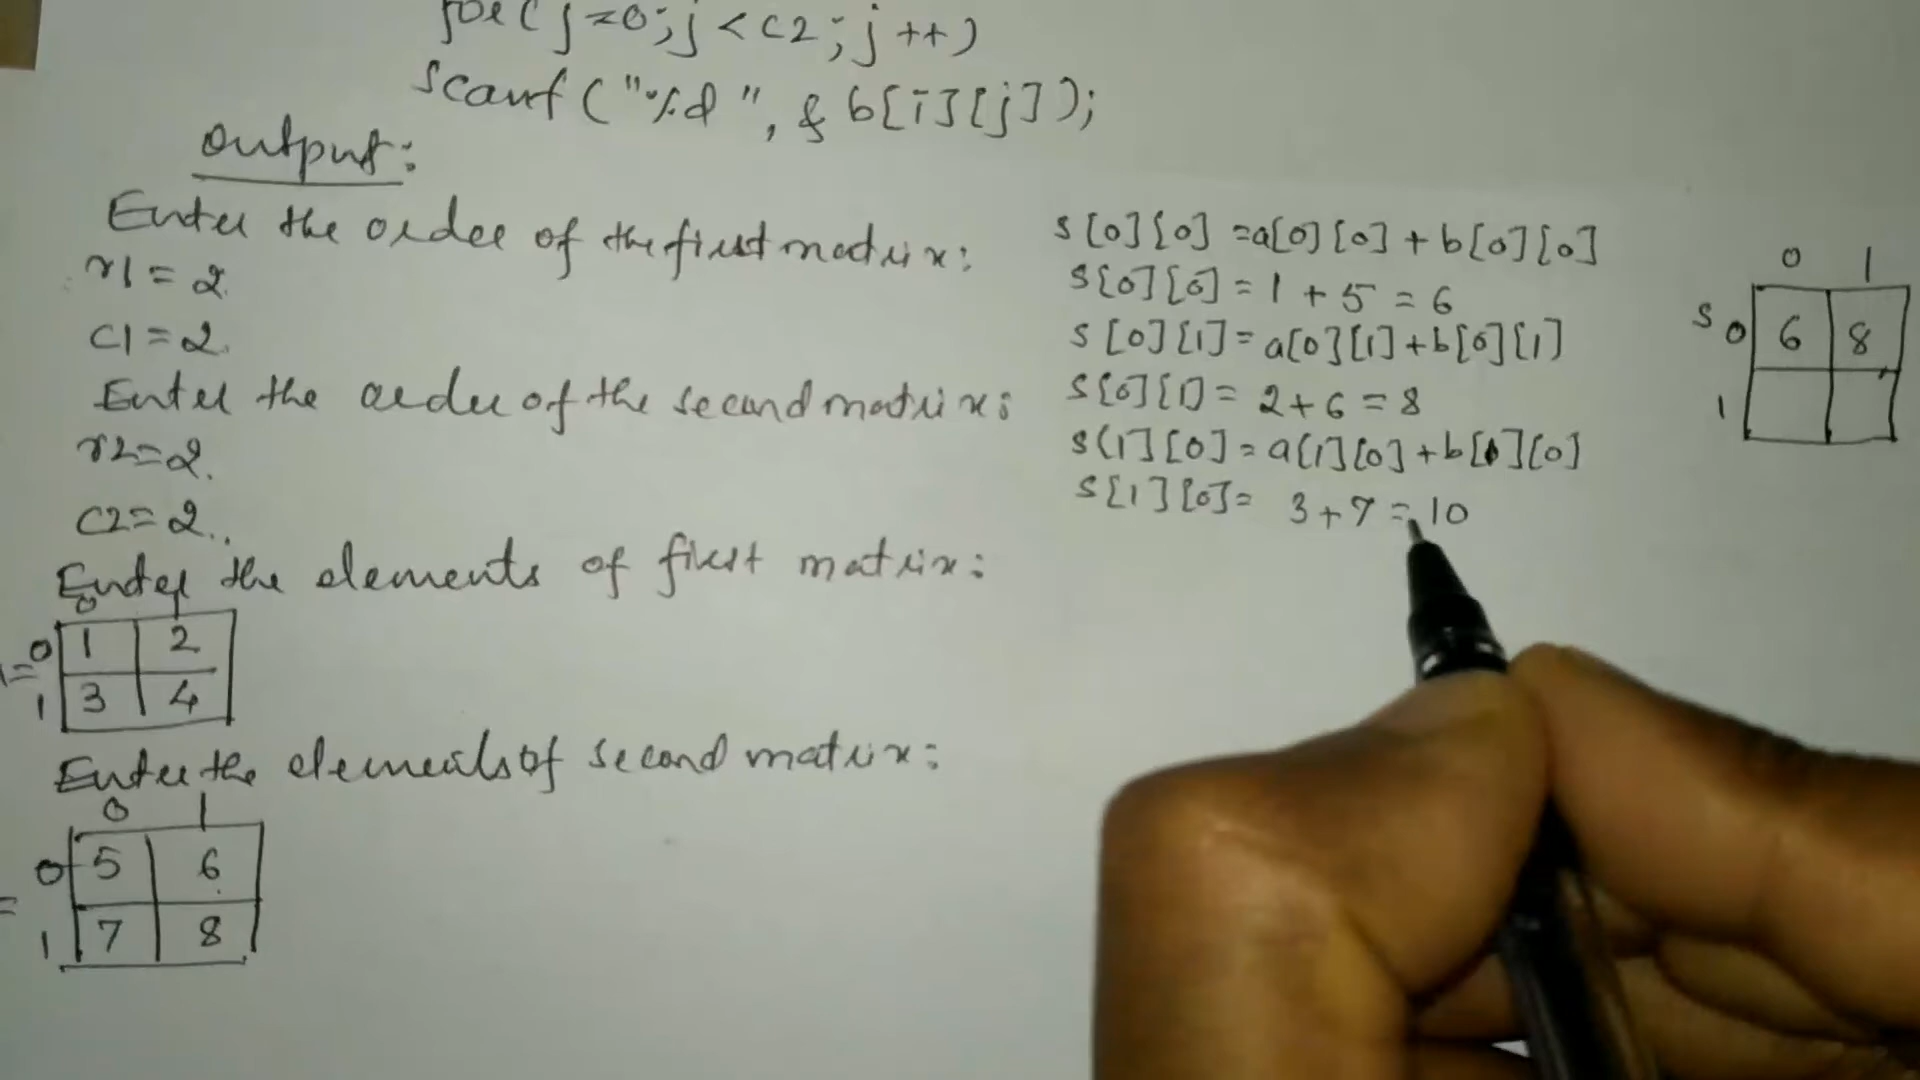 for(j=0;j<c2;j++)
scanf("%d", & b[i][j]);
output:
Enter the order of the first matrix:
r1=2
c1=2
Enter the order of the second matrix:
r2=2
c2=2
Enter the elements of first matrix:
0 1
0 1 2
1 3 4
Enter the elements of second matrix:
0 1
0 5 6
1 7 8
s[0][0]=a[0][0]+b[0][0]
s[0][0]=1+5=6
s[0][1]=a[0][1]+b[0][1]
s[0][1]=2+6=8
s[1][0]=a[1][0]+b[1][0]
s[1][0]=3+7=10
0 1
s 0 6 8
1